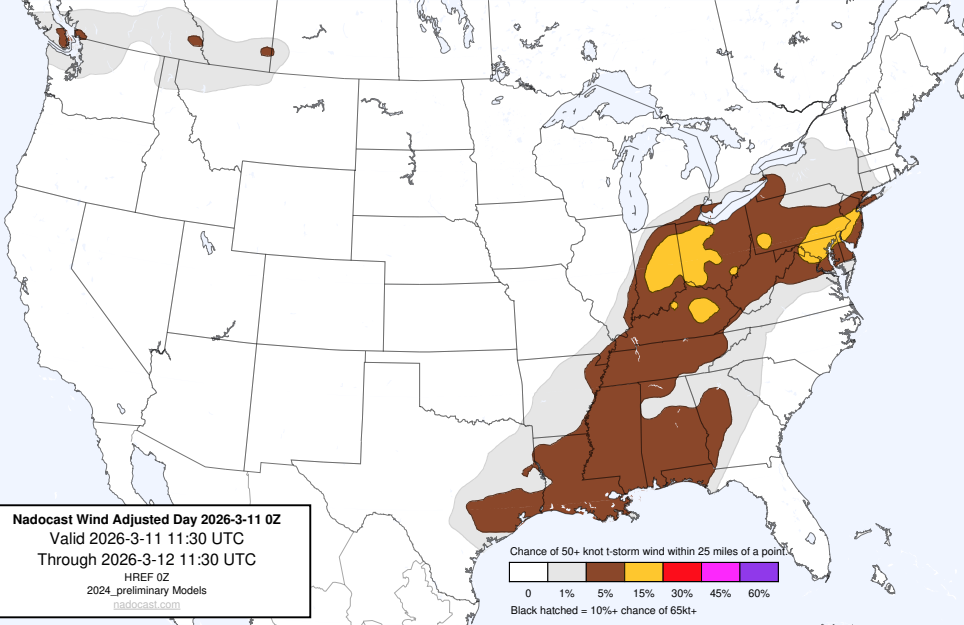 Nadocast Wind Adjusted Day 2026-3-11 0Z
Valid 2026-3-11 11:30 UTC
Through 2026-3-12 11:30 UTC
HREF 0Z
2024_preliminary Models
nadocast.com
Chance of 50+ knot t-storm wind within 25 miles of a point.
0 1% 5% 15% 30% 45% 60%
Black hatched = 10%+ chance of 65kt+